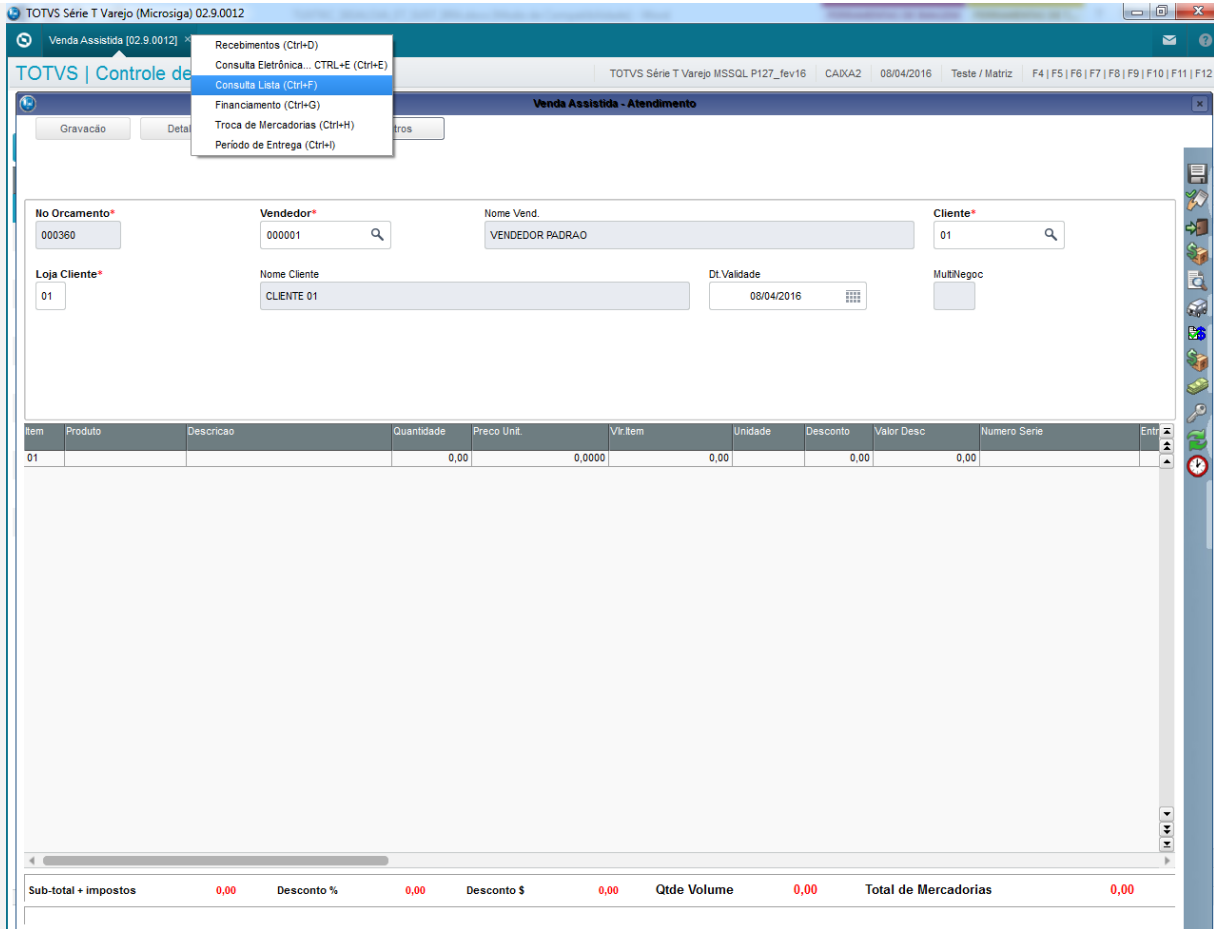 TOTVS Série T Varejo (Microsiga) 02.9.0012
Venda Assistida [02.9.0012] ×
Recebimentos (Ctrl+D)
Consulta Eletrônica... CTRL+E (Ctrl+E)
Consulta Lista (Ctrl+F)
Financiamento (Ctrl+G)
Troca de Mercadorias (Ctrl+H)
Período de Entrega (Ctrl+I)
TOTVS | Controle de
TOTVS Série T Varejo MSSQL P127_fev16 CAIXA2 08/04/2016 Teste / Matriz F4 | F5 | F6 | F7 | F8 | F9 | F10 | F11 | F12
Venda Assistida - Atendimento
Gravacão Detal tros
No Orcamento* Vendedor* Nome Vend. Cliente*
000360 000001 VENDEDOR PADRAO 01
Loja Cliente* Nome Cliente Dt.Validade MultiNegoc
01 CLIENTE 01 08/04/2016
Item Produto Descricao Quantidade Preco Unit. Vlr.Item Unidade Desconto Valor Desc Numero Serie Entr
01 0,00 0,0000 0,00 0,00 0,00
Sub-total + impostos 0,00 Desconto % 0,00 Desconto $ 0,00 Qtde Volume 0,00 Total de Mercadorias 0,00